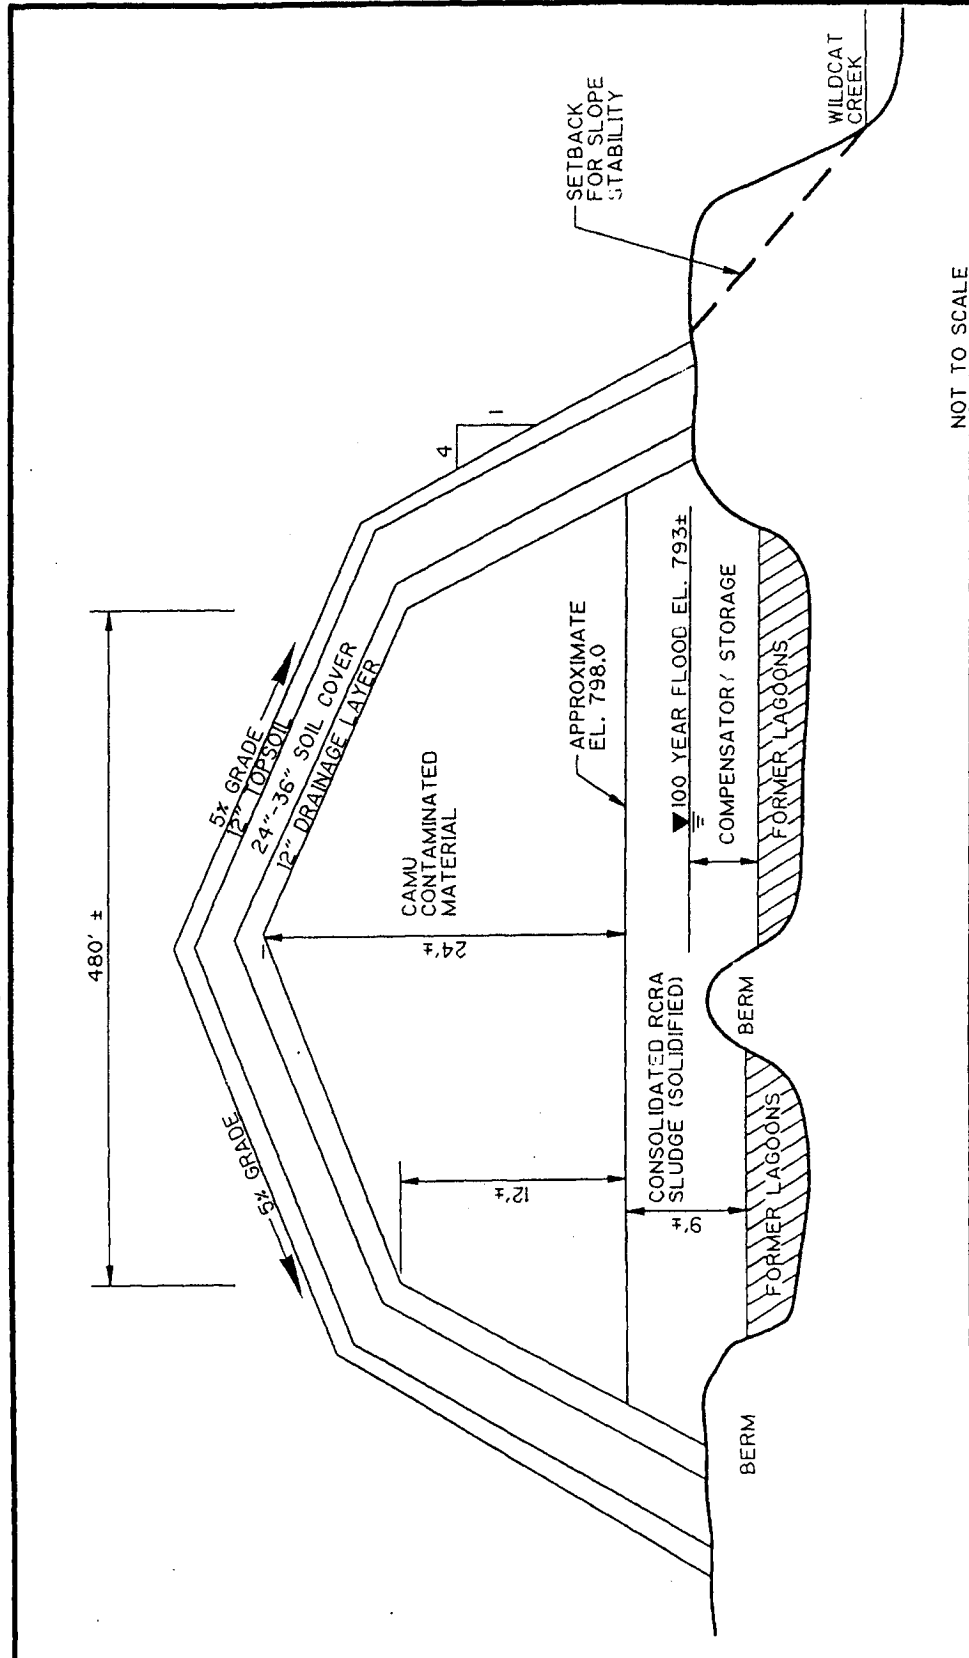 480' ±
5% GRADE
5% GRADE
12" TOPSOIL
24"-36" SOIL COVER
12" DRAINAGE LAYER
4
1
SETBACK
FOR SLOPE
STABILITY
WILDCAT
CREEK
CAMU
CONTAMINATED
MATERIAL
24'±
12'±
APPROXIMATE
EL. 798.0
100 YEAR FLOOD EL. 793±
CONSOLIDATED RCRA
SLUDGE (SOLIDIFIED)
9'±
COMPENSATORY STORAGE
FORMER LAGOONS
FORMER LAGOONS
BERM
BERM
NOT TO SCALE